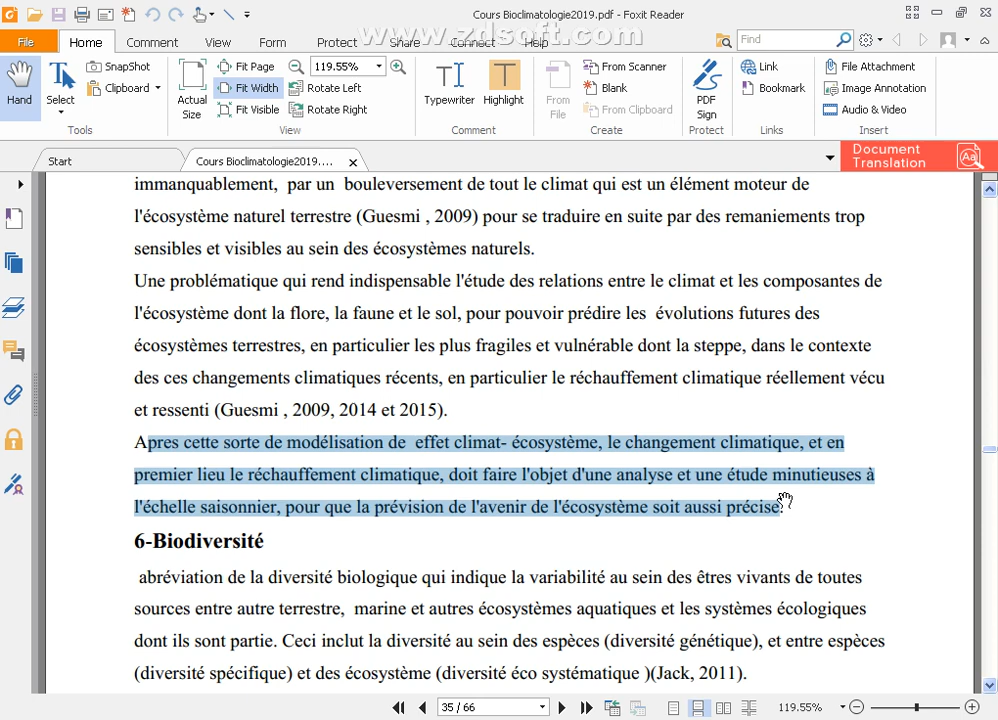 Cours Bioclimatologie2019.pdf - Foxit Reader
www.zdsoft.com
File Home Comment View Form Protect Share Connect Help Find
Hand Select SnapShot Clipboard Actual Size Fit Page Fit Width Fit Visible 119.55% Rotate Left Rotate Right Typewriter Highlight From File From Scanner Blank From Clipboard PDF Sign Link Bookmark File Attachment Image Annotation Audio & Video
Tools View Comment Create Protect Links Insert
Start Cours Bioclimatologie2019.... Document Translation
immanquablement, par un bouleversement de tout le climat qui est un élément moteur de
l'écosystème naturel terrestre (Guesmi , 2009) pour se traduire en suite par des remaniements trop
sensibles et visibles au sein des écosystèmes naturels.
Une problématique qui rend indispensable l'étude des relations entre le climat et les composantes de
l'écosystème dont la flore, la faune et le sol, pour pouvoir prédire les évolutions futures des
écosystèmes terrestres, en particulier les plus fragiles et vulnérable dont la steppe, dans le contexte
des ces changements climatiques récents, en particulier le réchauffement climatique réellement vécu
et ressenti (Guesmi , 2009, 2014 et 2015).
Apres cette sorte de modélisation de effet climat- écosystème, le changement climatique, et en
premier lieu le réchauffement climatique, doit faire l'objet d'une analyse et une étude minutieuses à
l'échelle saisonnier, pour que la prévision de l'avenir de l'écosystème soit aussi précise.
6-Biodiversité
abréviation de la diversité biologique qui indique la variabilité au sein des êtres vivants de toutes
sources entre autre terrestre, marine et autres écosystèmes aquatiques et les systèmes écologiques
dont ils sont partie. Ceci inclut la diversité au sein des espèces (diversité génétique), et entre espèces
(diversité spécifique) et des écosystème (diversité éco systématique )(Jack, 2011).
35 / 66 119.55%